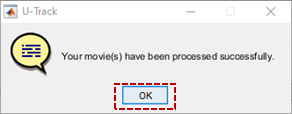 U-Track
Your movie(s) have been processed successfully.
OK